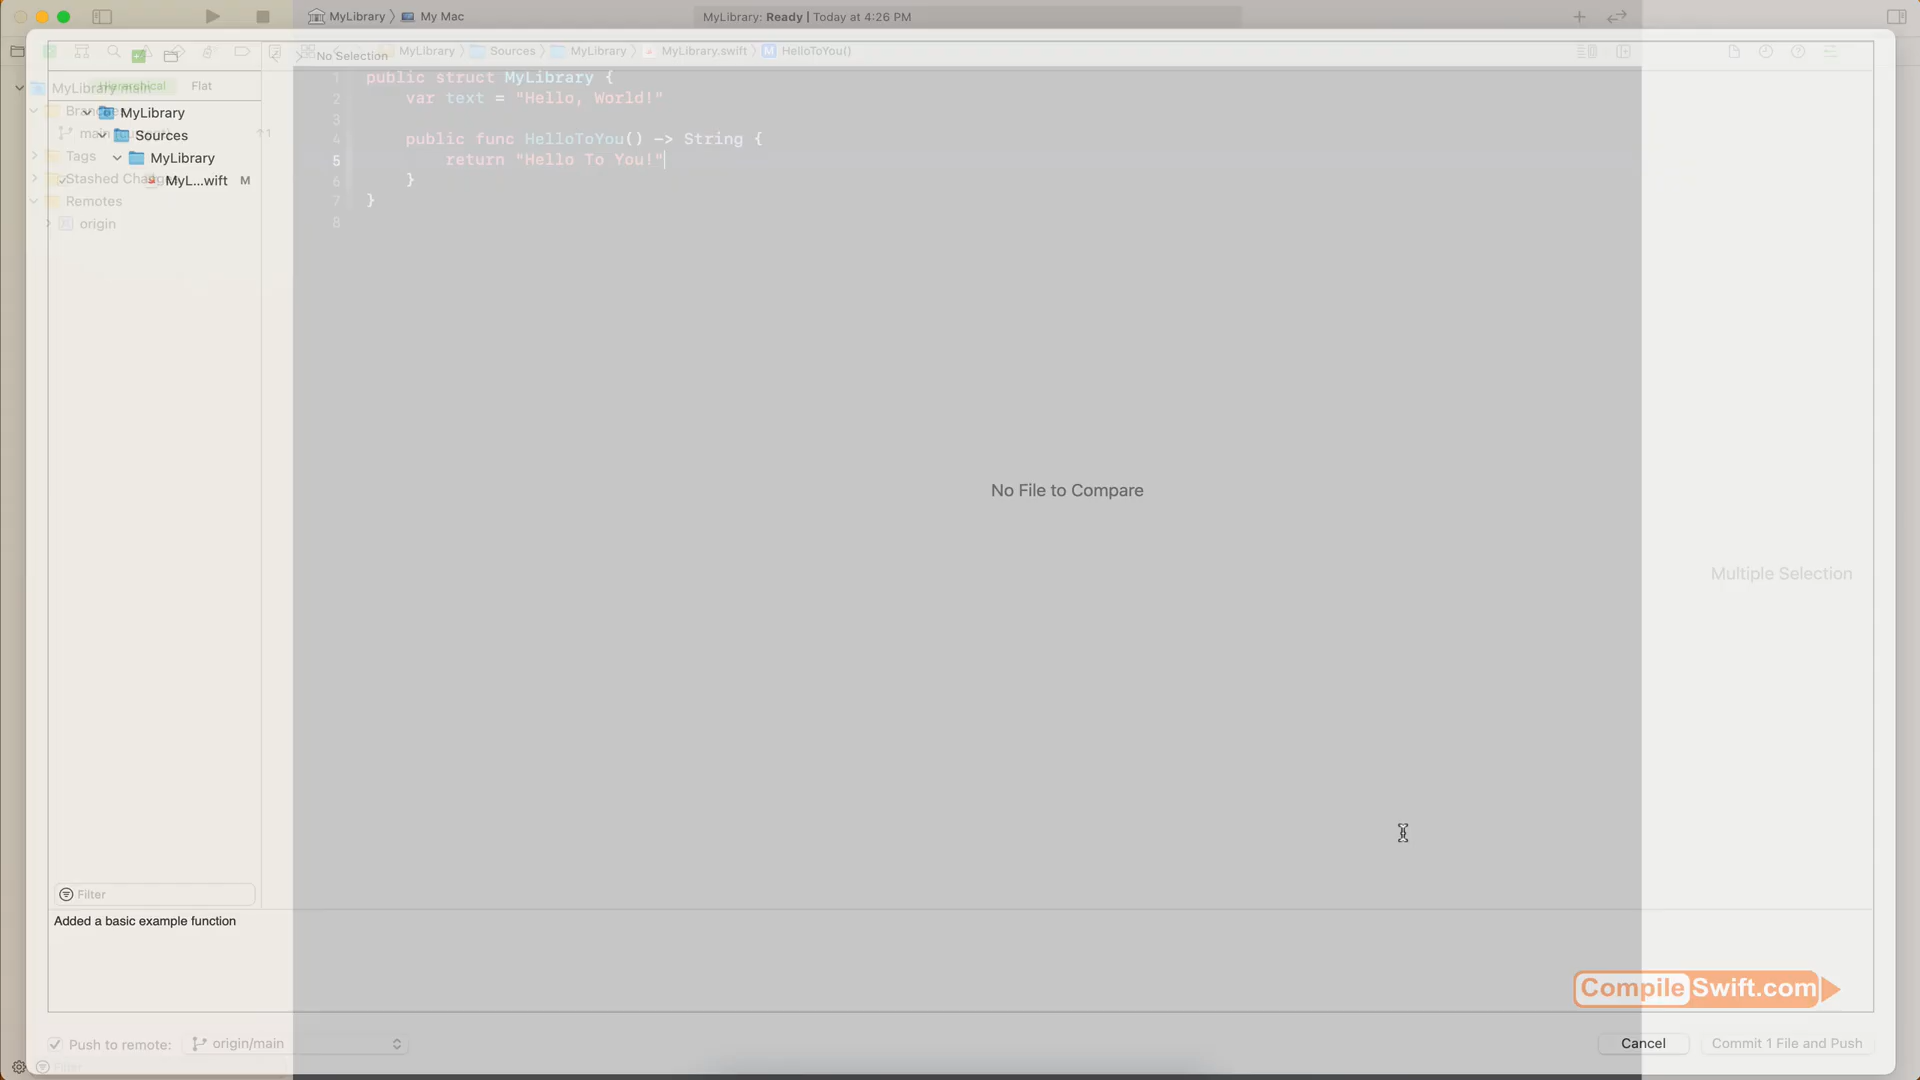 MyLibrary 〉 My Mac
MyLibrary: Ready | Today at 4:26 PM
MyLibrary 〉 Sources 〉 MyLibrary 〉 MyLibrary.swift 〉 M HelloToYou()
No Selection
Hierarchical Flat
MyLibrary main
MyLibrary
Sources
MyLibrary
MyL...wift M
main
1
Tags
Stashed Changes
Remotes
origin
1 public struct MyLibrary {
2 var text = "Hello, World!"
3
4 public func HelloToYou() -> String {
5 return "Hello To You!"
6 }
7 }
8
No File to Compare
Multiple Selection
Filter
Added a basic example function
CompileSwift.com
Push to remote: origin/main
Cancel
Commit 1 File and Push
Filter